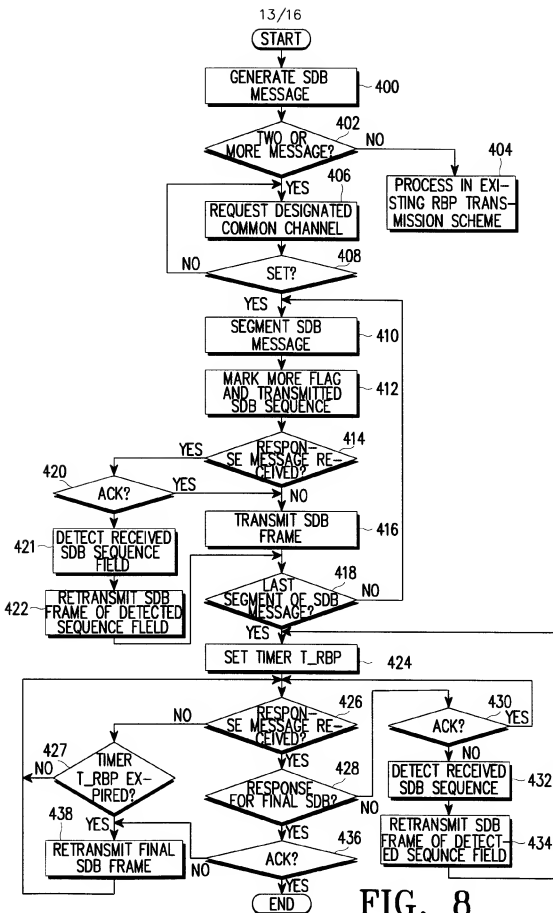 13/16
START
GENERATE SDB
MESSAGE
400
402
TWO OR
MORE MESSAGE?
NO
YES
404
PROCESS IN EXI-
STING RBP TRANS-
MISSION SCHEME
406
REQUEST DESIGNATED
COMMON CHANNEL
408
NO
SET?
YES
SEGMENT SDB
MESSAGE
410
MARK MORE FLAG
AND TRANSMITTED
SDB SEQUENCE
412
414
YES
RESPON-
SE MESSAGE RE-
CEIVED?
NO
420
ACK?
YES
421
DETECT RECEIVED
SDB SEQUENCE
FIELD
TRANSMIT SDB
FRAME
416
422
RETRANSMIT SDB
FRAME OF DETECTED
SEQUENCE FLELD
418
LAST
SEGMENT OF SDB
MESSAGE?
NO
YES
SET TIMER T_RBP
424
426
NO
RESPON-
SE MESSAGE RE-
CEIVED?
YES
430
ACK?
YES
NO
427
NO
TIMER
T_RBP EX-
PIRED?
YES
428
RESPONSE
FOR FINAL SDB?
NO
YES
DETECT RECEIVED
SDB SEQUENCE
432
438
RETRANSMIT FINAL
SDB FRAME
436
NO
ACK?
YES
RETRANSMIT SDB
FRAME OF DETECT-
ED SEQUNCE FIELD
434
END
FIG. 8